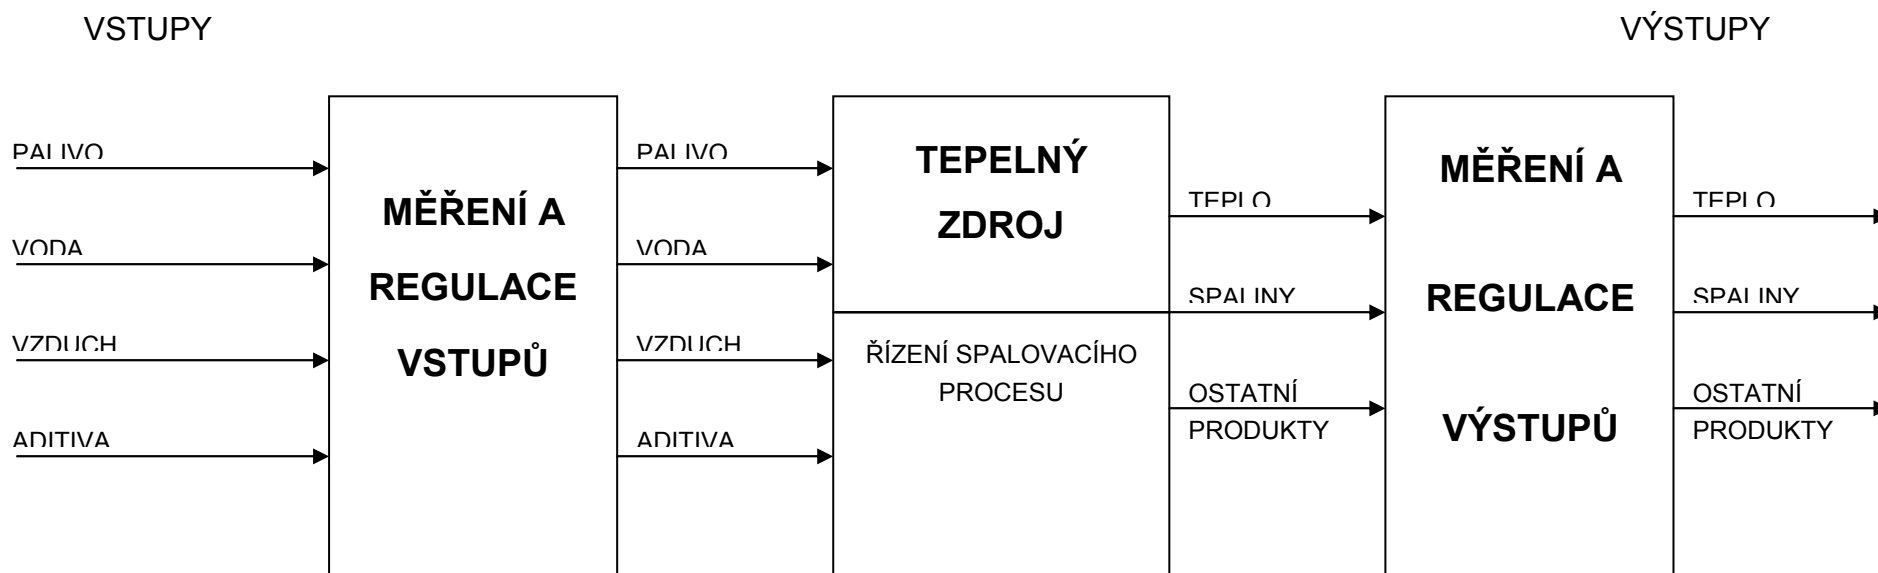 VSTUPY
VÝSTUPY
PALIVO
VODA
VZDUCH
ADITIVA
MĚŘENÍ A
REGULACE
VSTUPŮ
PALIVO
VODA
VZDUCH
ADITIVA
TEPELNÝ
ZDROJ
ŘÍZENÍ SPALOVACÍHO
PROCESU
TEPLO
SPALINY
OSTATNÍ
PRODUKTY
MĚŘENÍ A
REGULACE
VÝSTUPŮ
TEPLO
SPALINY
OSTATNÍ
PRODUKTY